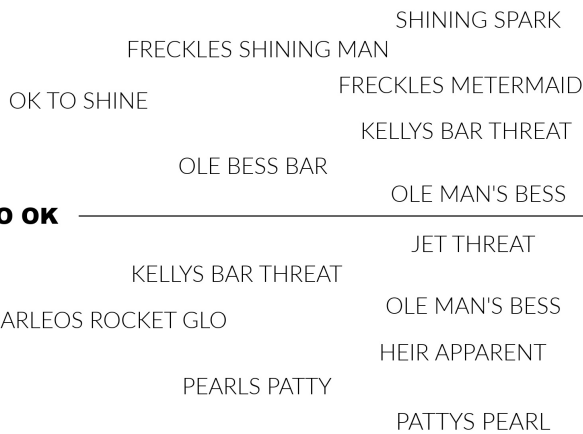 SHINING SPARK
FRECKLES SHINING MAN
FRECKLES METERMAID
OK TO SHINE
KELLYS BAR THREAT
OLE BESS BAR
OLE MAN'S BESS
O OK
JET THREAT
KELLYS BAR THREAT
OLE MAN'S BESS
ARLEOS ROCKET GLO
HEIR APPARENT
PEARLS PATTY
PATTYS PEARL